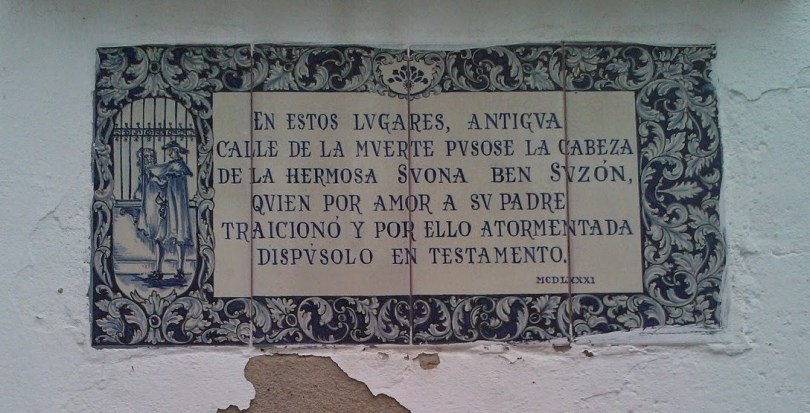 EN ESTOS LVGARES, ANTIGVA
CALLE DE LA MVERTE PVSOSE LA CABEZA
DE LA HERMOSA SVONA BEN SVZÓN,
QVIEN POR AMOR A SV PADRE
TRAICIONÓ Y POR ELLO ATORMENTADA
DISPVSOLO EN TESTAMENTO.
MCDLXXXI